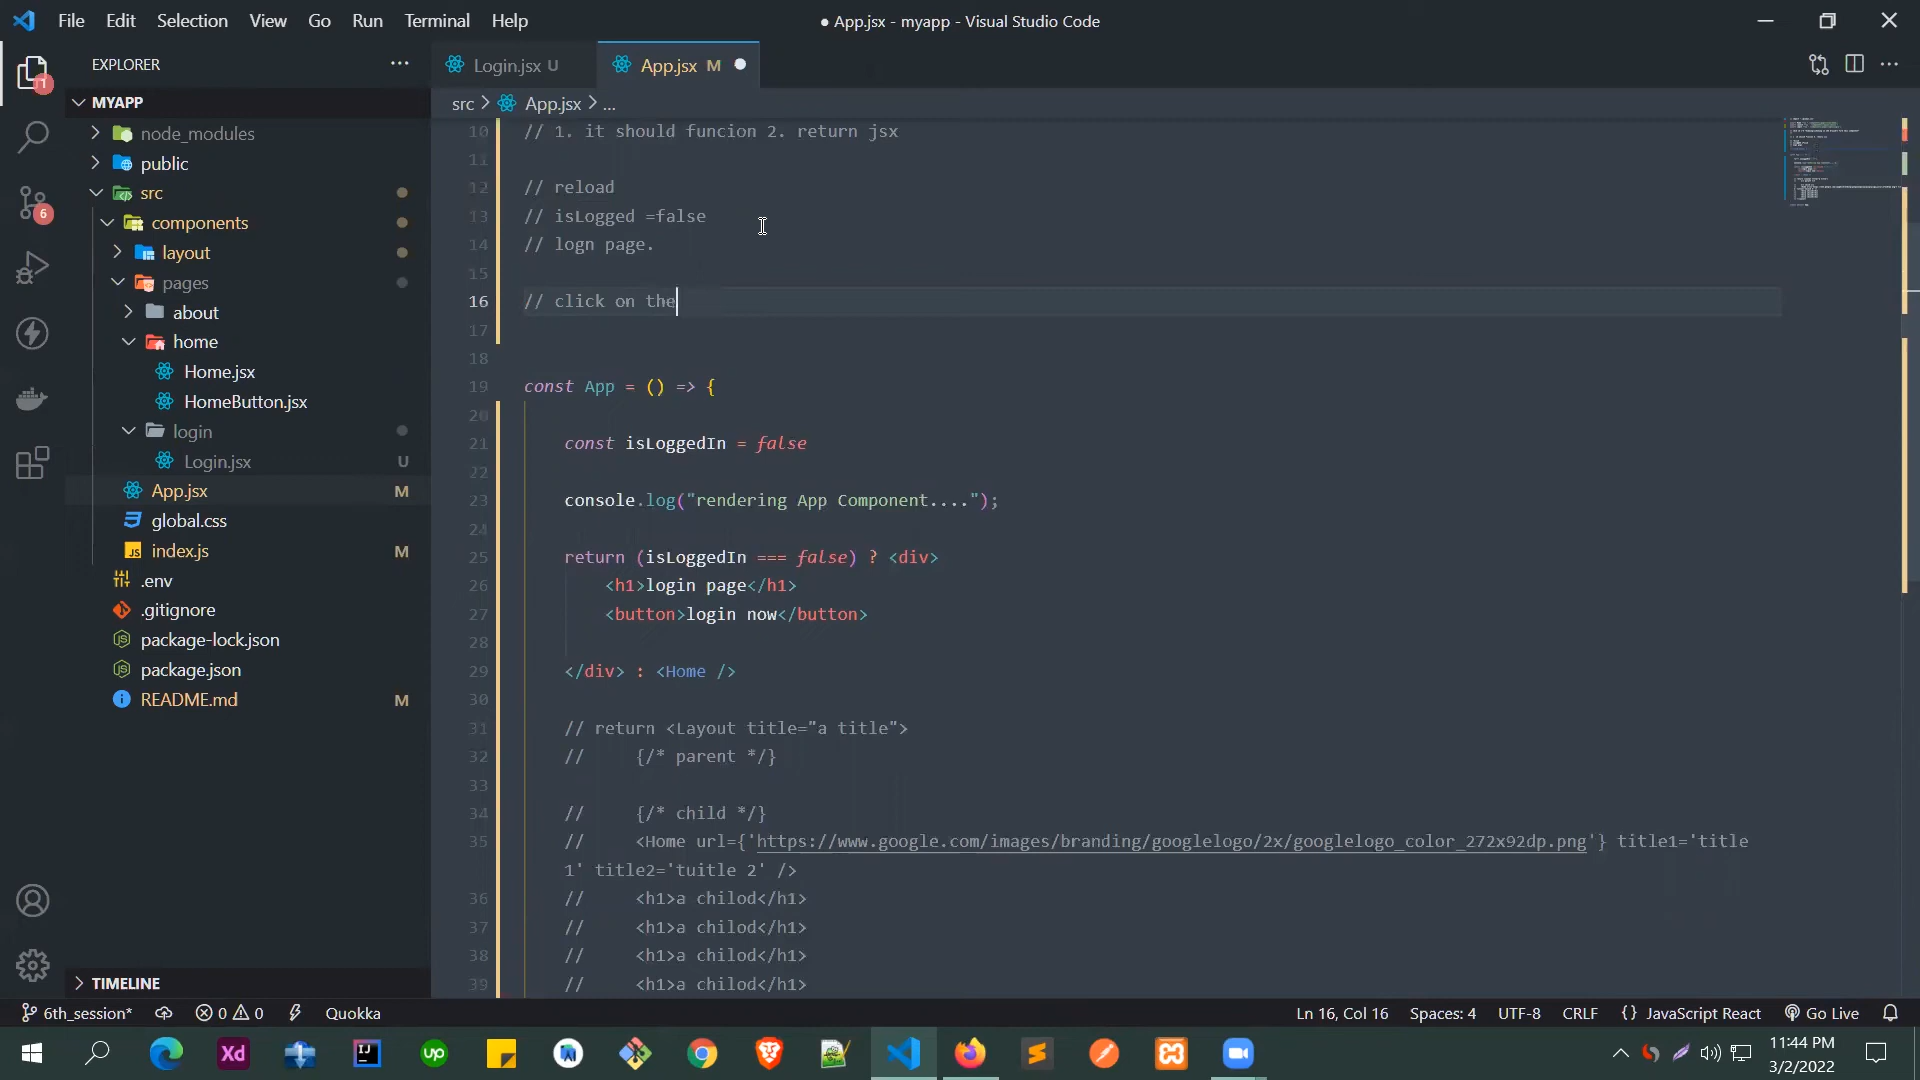 File Edit Selection View Go Run Terminal Help
● App.jsx - myapp - Visual Studio Code
EXPLORER
MYAPP
node_modules
public
src
components
layout
pages
about
home
Home.jsx
HomeButton.jsx
login
Login.jsx U
App.jsx M
global.css
index.js M
.env
.gitignore
package-lock.json
package.json
README.md M
TIMELINE
1
6
Login.jsx U App.jsx M
src > App.jsx > ...
10 // 1. it should funcion 2. return jsx
11
12 // reload
13 // isLogged =false
14 // logn page.
15
16 // click on the
17
18
19 const App = () => {
20
21 const isLoggedIn = false
22
23 console.log("rendering App Component....");
24
25 return (isLoggedIn === false) ? <div>
26 <h1>login page</h1>
27 <button>login now</button>
28
29 </div> : <Home />
30
31 // return <Layout title="a title">
32 // {/* parent */}
33
34 // {/* child */}
35 // <Home url={'https://www.google.com/images/branding/googlelogo/2x/googlelogo_color_272x92dp.png'} title1='title
1' title2='tuitle 2' />
36 // <h1>a chilod</h1>
37 // <h1>a chilod</h1>
38 // <h1>a chilod</h1>
39 // <h1>a chilod</h1>
6th_session* 0 0 Quokka Ln 16, Col 16 Spaces: 4 UTF-8 CRLF {} JavaScript React Go Live
Xd
IJ
up
11:44 PM
3/2/2022